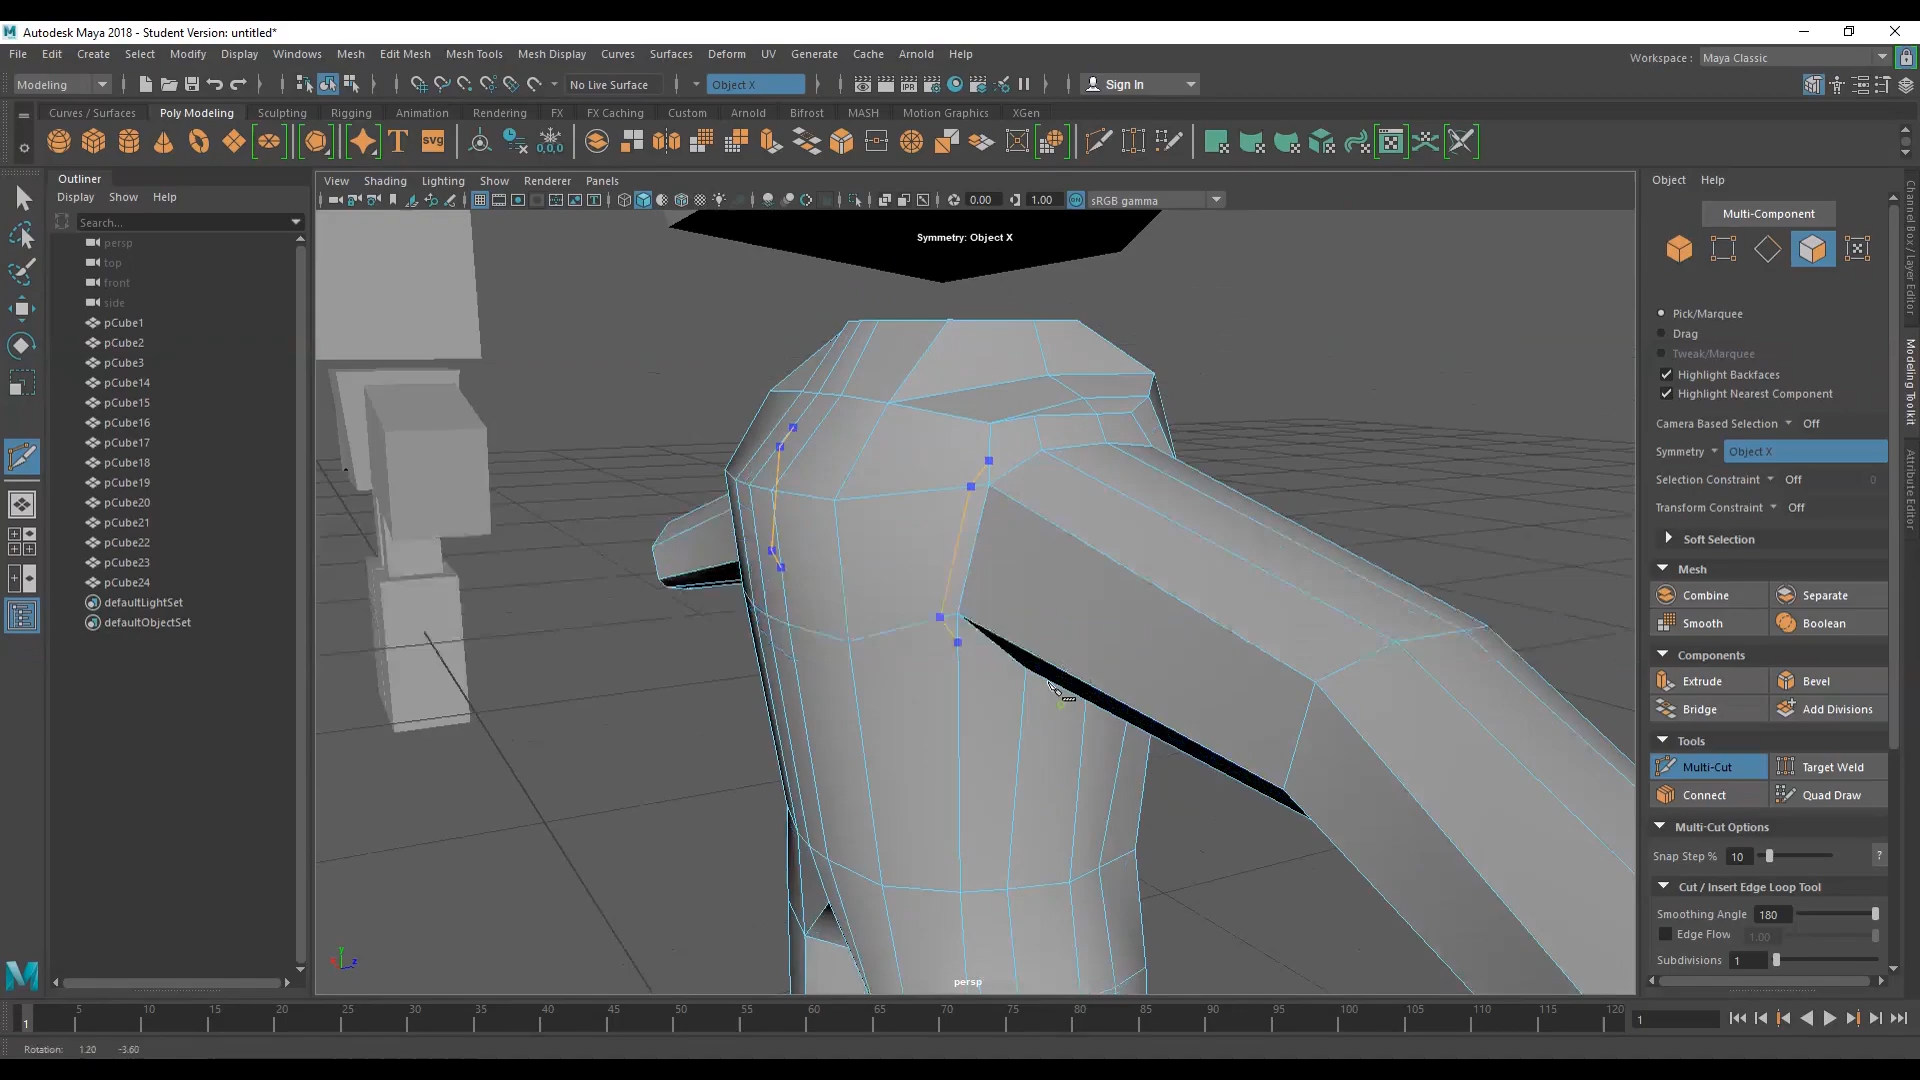 Autodesk Maya 2018 - Student Version: untitled*
File Edit Create Select Modify Display Windows Mesh Edit Mesh Mesh Tools Mesh Display Curves Surfaces Deform UV Generate Cache Arnold Help
Workspace : Maya Classic
Modeling No Live Surface Object X Sign In
Curves / Surfaces Poly Modeling Sculpting Rigging Animation Rendering FX FX Caching Custom Arnold Bifrost MASH Motion Graphics XGen
T SVG 0,0,0
Outliner
Display Show Help
Search...
persp
top
front
side
pCube1
pCube2
pCube3
pCube14
pCube15
pCube16
pCube17
pCube18
pCube19
pCube20
pCube21
pCube22
pCube23
pCube24
defaultLightSet
defaultObjectSet
View Shading Lighting Show Renderer Panels
0.00 1.00 ON sRGB gamma
Symmetry: Object X
persp
Object Help
Multi-Component
Pick/Marquee
Drag
Tweak/Marquee
Highlight Backfaces
Highlight Nearest Component
Camera Based Selection Off
Symmetry Object X
Selection Constraint Off 0
Transform Constraint Off
Soft Selection
Mesh
Combine Separate
Smooth Boolean
Components
Extrude Bevel
Bridge Add Divisions
Tools
Multi-Cut Target Weld
Connect Quad Draw
Multi-Cut Options
Snap Step % 10 ?
Cut / Insert Edge Loop Tool
Smoothing Angle 180
Edge Flow 1.00
Subdivisions 1
Channel Box / Layer Editor
Modeling Toolkit
Attribute Editor
1 5 10 15 20 25 30 35 40 45 50 55 60 65 70 75 80 85 90 95 100 105 110 115 120 1
Rotation: 1.20 -3.60